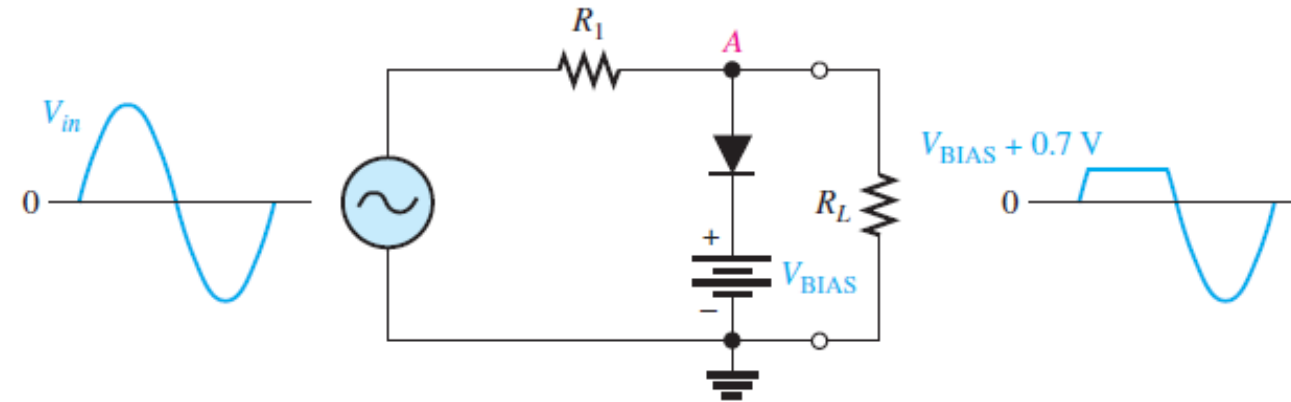 R1
A
Vin
VBIAS + 0.7 V
0
RL
0
+
VBIAS
–